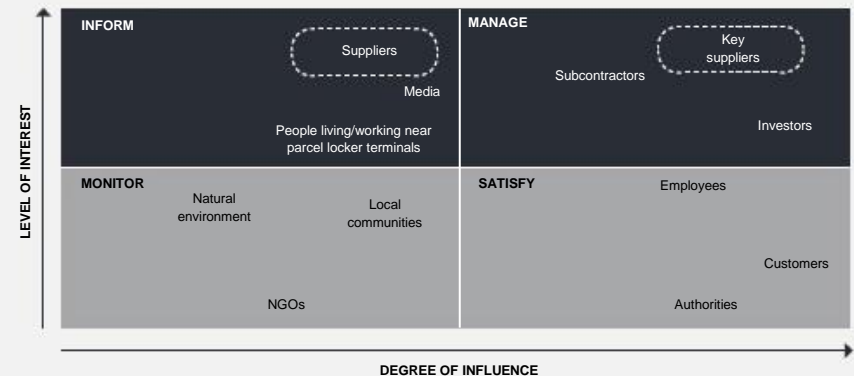 INFORM
Suppliers
Media
People living/working near
parcel locker terminals
MANAGE
Key
suppliers
Subcontractors
Investors
MONITOR
Natural
environment
Local
communities
NGOs
SATISFY
Employees
Customers
Authorities
LEVEL OF INTEREST
DEGREE OF INFLUENCE